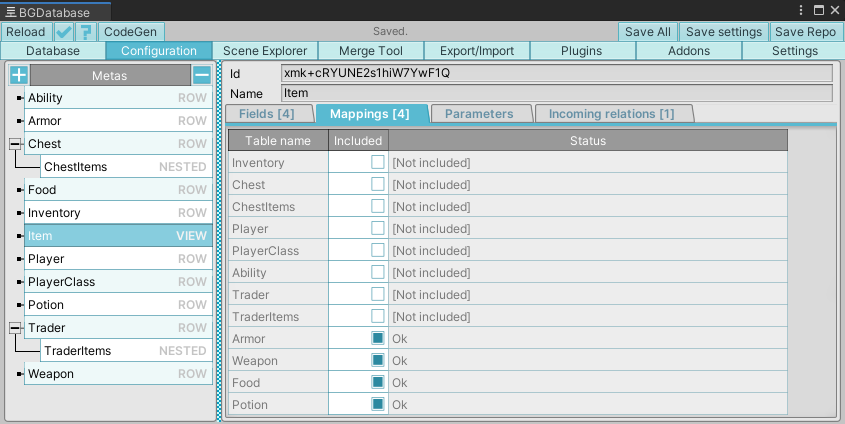 BGDatabase
Reload CodeGen Saved. Save All Save settings Save Repo
Database Configuration Scene Explorer Merge Tool Export/Import Plugins Addons Settings
Metas
Ability ROW
Armor ROW
Chest ROW
ChestItems NESTED
Food ROW
Inventory ROW
Item VIEW
Player ROW
PlayerClass ROW
Potion ROW
Trader ROW
TraderItems NESTED
Weapon ROW
Id xmk+cRYUNE2s1hiW7YwF1Q
Name Item
Fields [4] Mappings [4] Parameters Incoming relations [1]
Table name Included Status
Inventory [Not included]
Chest [Not included]
ChestItems [Not included]
Player [Not included]
PlayerClass [Not included]
Ability [Not included]
Trader [Not included]
TraderItems [Not included]
Armor Ok
Weapon Ok
Food Ok
Potion Ok